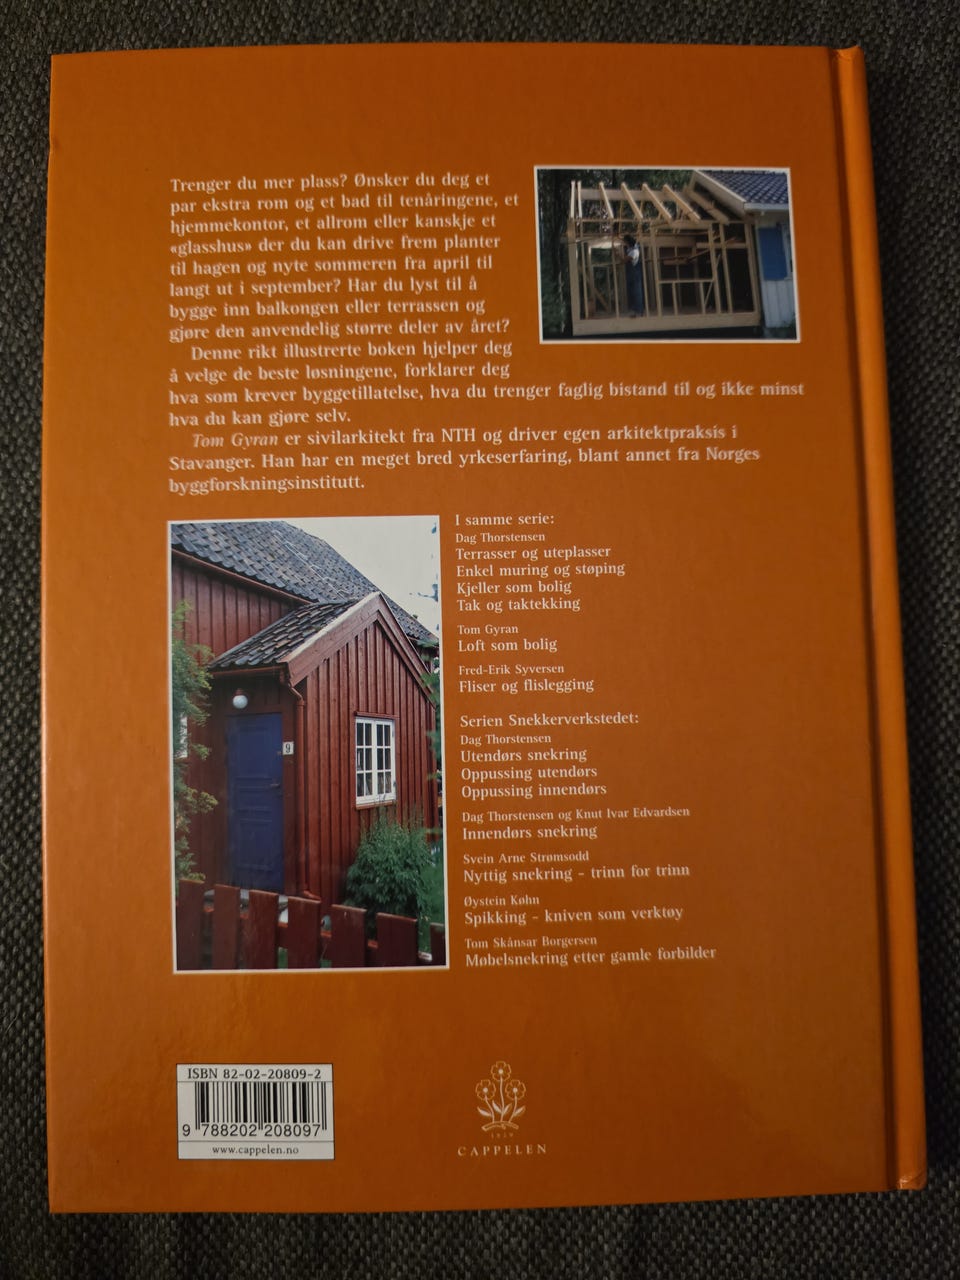 Trenger du mer plass? Ønsker du deg et
par ekstra rom og et bad til tenåringene, et
hjemmekontor, et allrom eller kanskje et
«glasshus» der du kan drive frem planter
til hagen og nyte sommeren fra april til
langt ut i september? Har du lyst til å
bygge inn balkongen eller terrassen og
gjøre den anvendelig større deler av året?
Denne rikt illustrerte boken hjelper deg
å velge de beste løsningene, forklarer deg
hva som krever byggetillatelse, hva du trenger faglig bistand til og ikke minst
hva du kan gjøre selv.
Tom Gyran er sivilarkitekt fra NTH og driver egen arkitektpraksis i
Stavanger. Han har en meget bred yrkeserfaring, blant annet fra Norges
byggforskningsinstitutt.
I samme serie:
Dag Thorstensen
Terrasser og uteplasser
Enkel muring og støping
Kjeller som bolig
Tak og taktekking
Tom Gyran
Loft som bolig
Fred-Erik Syversen
Fliser og flislegging
Serien Snekkerverkstedet:
Dag Thorstensen
Utendørs snekring
Oppussing utendørs
Oppussing innendørs
Dag Thorstensen og Knut Ivar Edvardsen
Innendørs snekring
Svein Arne Strømsodd
Nyttig snekring – trinn for trinn
Øystein Køhn
Spikking – kniven som verktøy
Tom Skånsar Borgersen
Møbelsnekring etter gamle forbilder
9
ISBN 82-02-20809-2
9 788202 208097
www.cappelen.no
1829
CAPPELEN